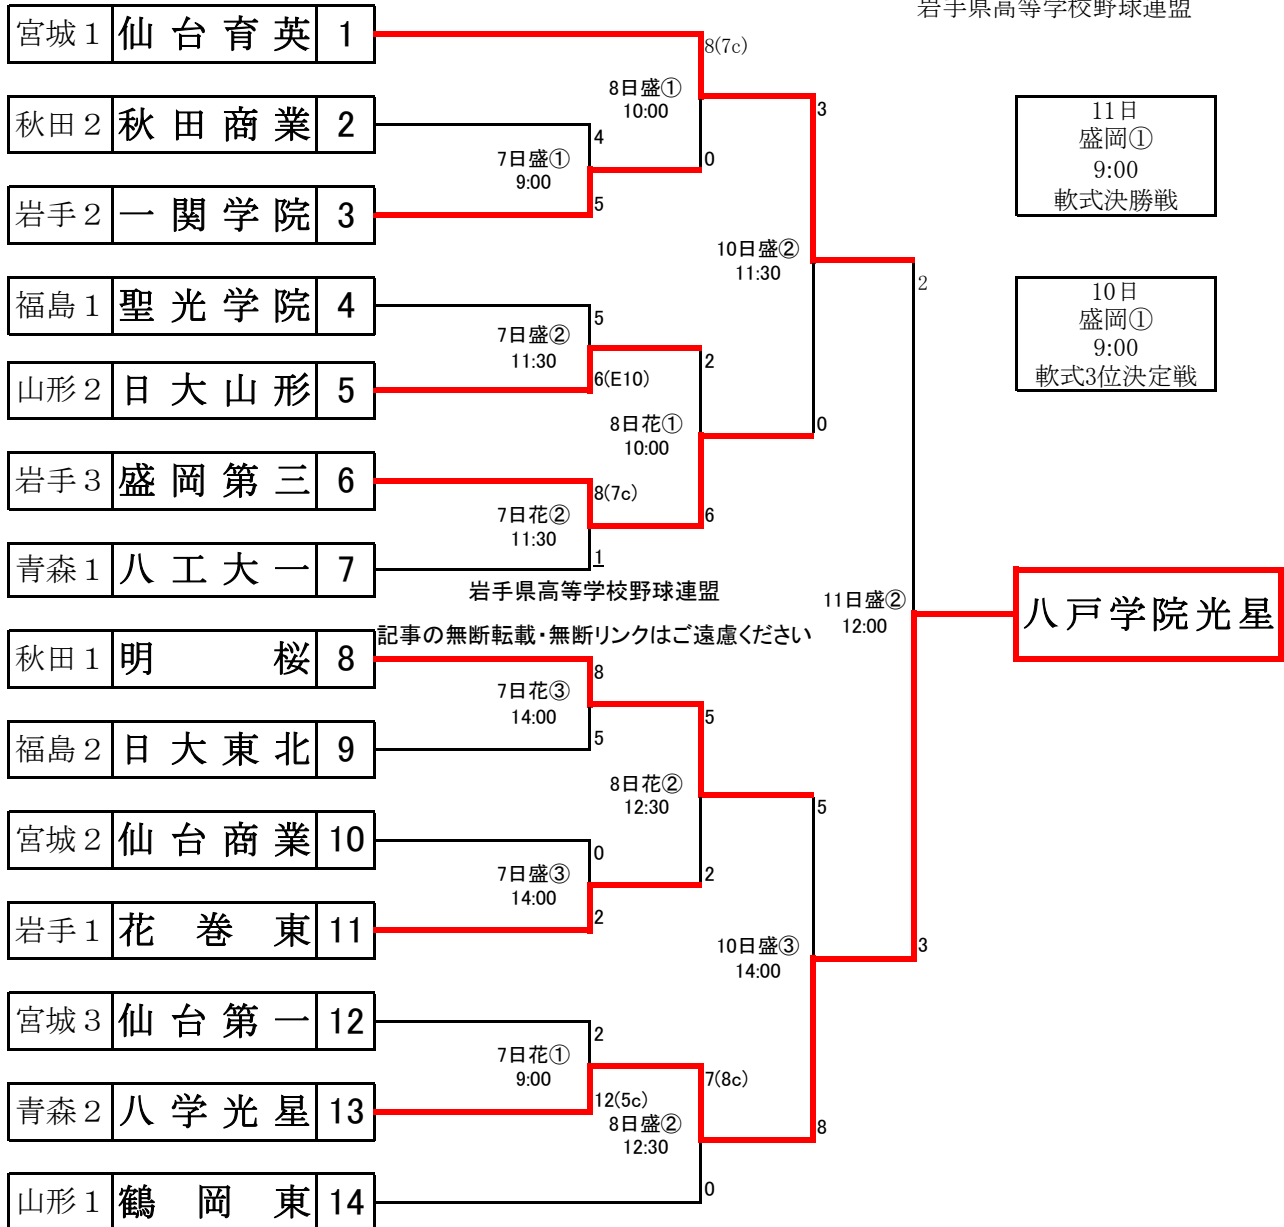 岩手県高等学校野球連盟
宮城１ 仙台育英 1
8(7c)
8日盛①
10:00
3
11日
盛岡①
9:00
軟式決勝戦
秋田２ 秋田商業 2
4
7日盛①
9:00
0
5
岩手２ 一関学院 3
10日盛②
11:30
2
10日
盛岡①
9:00
軟式3位決定戦
福島１ 聖光学院 4
5
7日盛②
11:30
2
6(E10)
山形２ 日大山形 5
8日花①
10:00
0
岩手３ 盛岡第三 6
8(7c)
7日花②
11:30
6
1
青森１ 八工大一 7
岩手県高等学校野球連盟
11日盛②
12:00
八戸学院光星
記事の無断転載・無断リンクはご遠慮ください
秋田１ 明桜 8
8
7日花③
14:00
5
5
福島２ 日大東北 9
8日花②
12:30
5
宮城２ 仙台商業 10
0
7日盛③
14:00
2
2
岩手１ 花巻東 11
10日盛③
14:00
3
宮城３ 仙台第一 12
2
7日花①
9:00
7(8c)
12(5c)
青森２ 八学光星 13
8日盛②
12:30
8
0
山形１ 鶴岡東 14